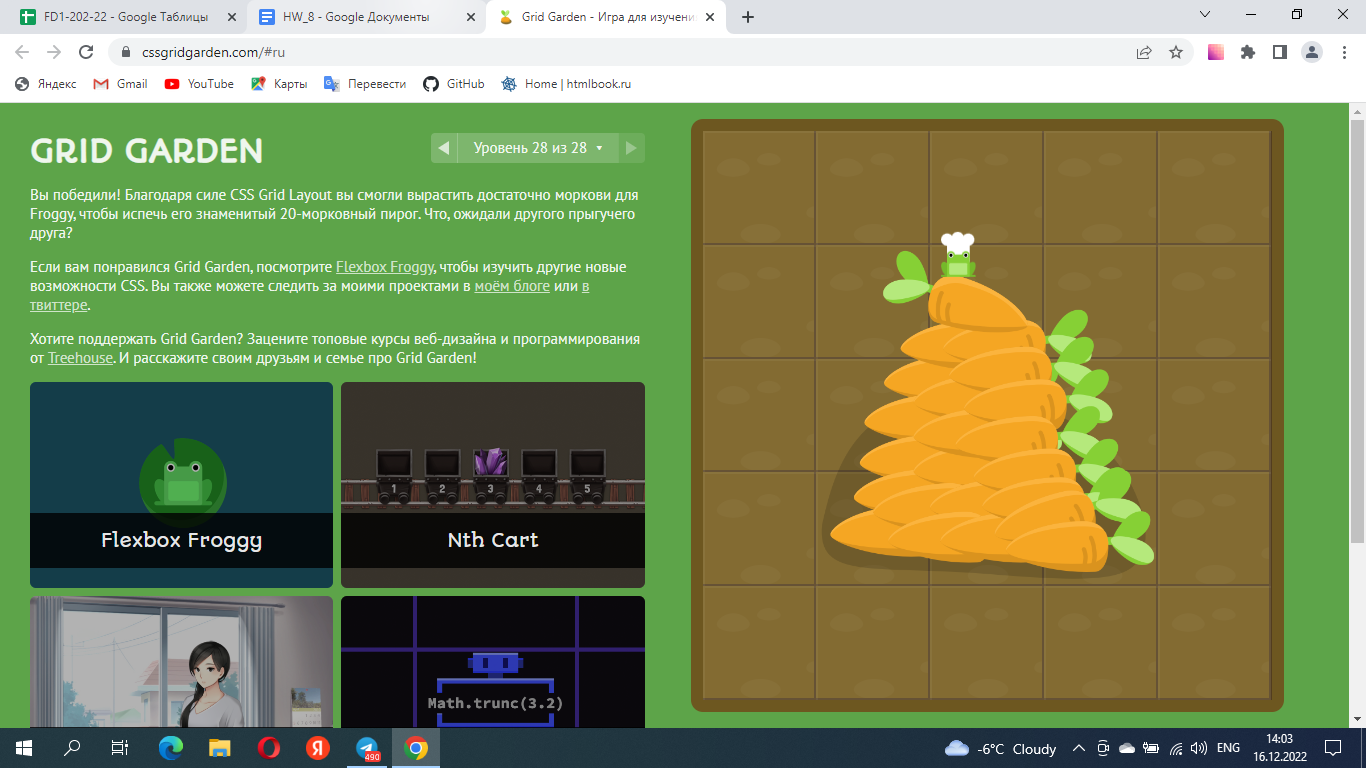 FD1-202-22 - Google Таблицы
HW_8 - Google Документы
Grid Garden - Игра для изучени
cssgridgarden.com/#ru
Яндекс
Gmail
YouTube
Карты
Перевести
GitHub
Home | htmlbook.ru
GRID GARDEN
Уровень 28 из 28
Вы победили! Благодаря силе CSS Grid Layout вы смогли вырастить достаточно моркови для
Froggy, чтобы испечь его знаменитый 20-морковный пирог. Что, ожидали другого прыгучего
друга?
Если вам понравился Grid Garden, посмотрите Flexbox Froggy, чтобы изучить другие новые
возможности CSS. Вы также можете следить за моими проектами в моём блоге или в
твиттере.
Хотите поддержать Grid Garden? Зацените топовые курсы веб-дизайна и программирования
от Treehouse. И расскажите своим друзьям и семье про Grid Garden!
1 2 3 4 5
Flexbox Froggy
Nth Cart
Math.trunc(3.2)
490
-6°C Cloudy
ENG
14:03
16.12.2022